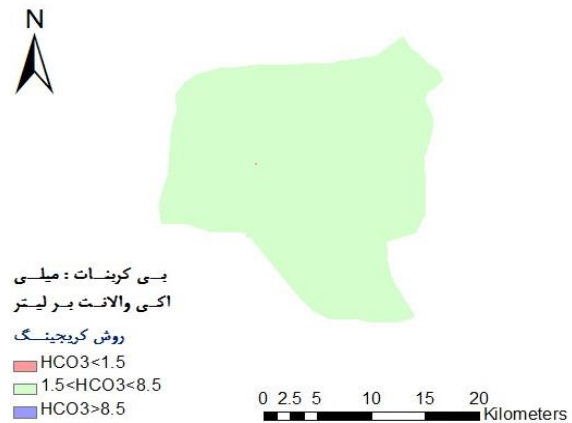 N
بی کربنات : میلی
اکی والانت بر لیتر
روش کریجینگ
HCO3<1.5
1.5<HCO3<8.5
HCO3>8.5
0 2.5 5 10 15 20
Kilometers